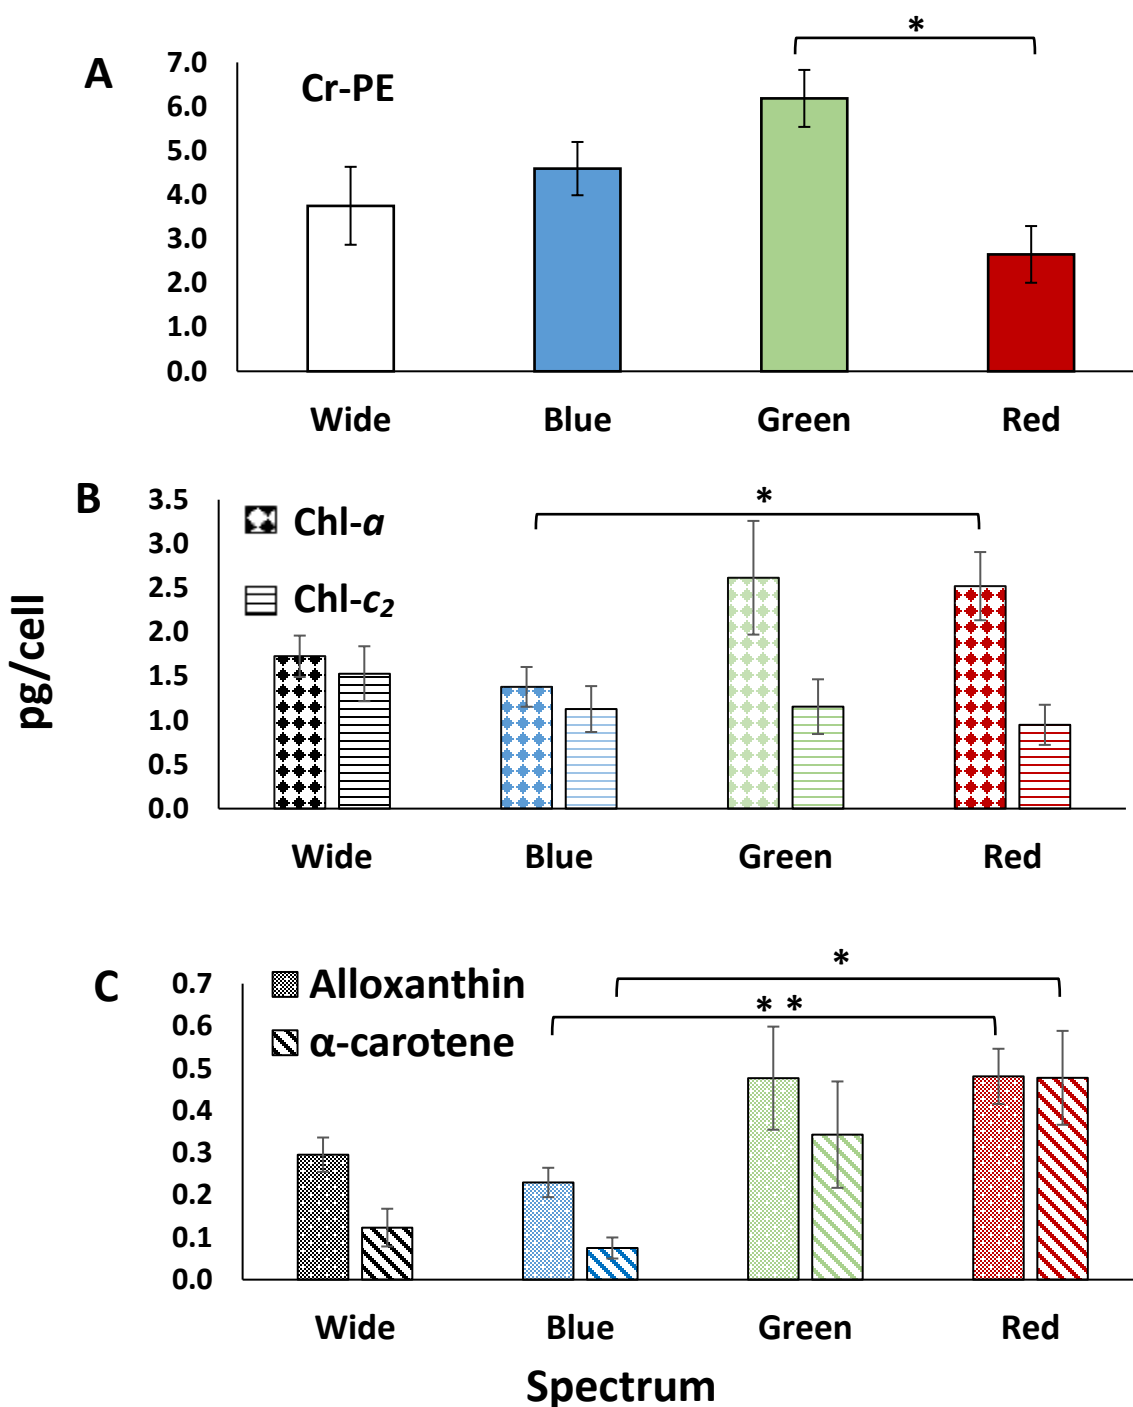 *
A
7.0
Cr-PE
6.0
5.0
4.0
3.0
2.0
1.0
0.0
Wide Blue Green Red
B
3.5
*
Chl-a
3.0
2.5
Chl-c₂
2.0
1.5
1.0
0.5
0.0
Wide Blue Green Red
pg/cell
*
C
0.7
Alloxanthin
* *
0.6
α-carotene
0.5
0.4
0.3
0.2
0.1
0.0
Wide Blue Green Red
Spectrum